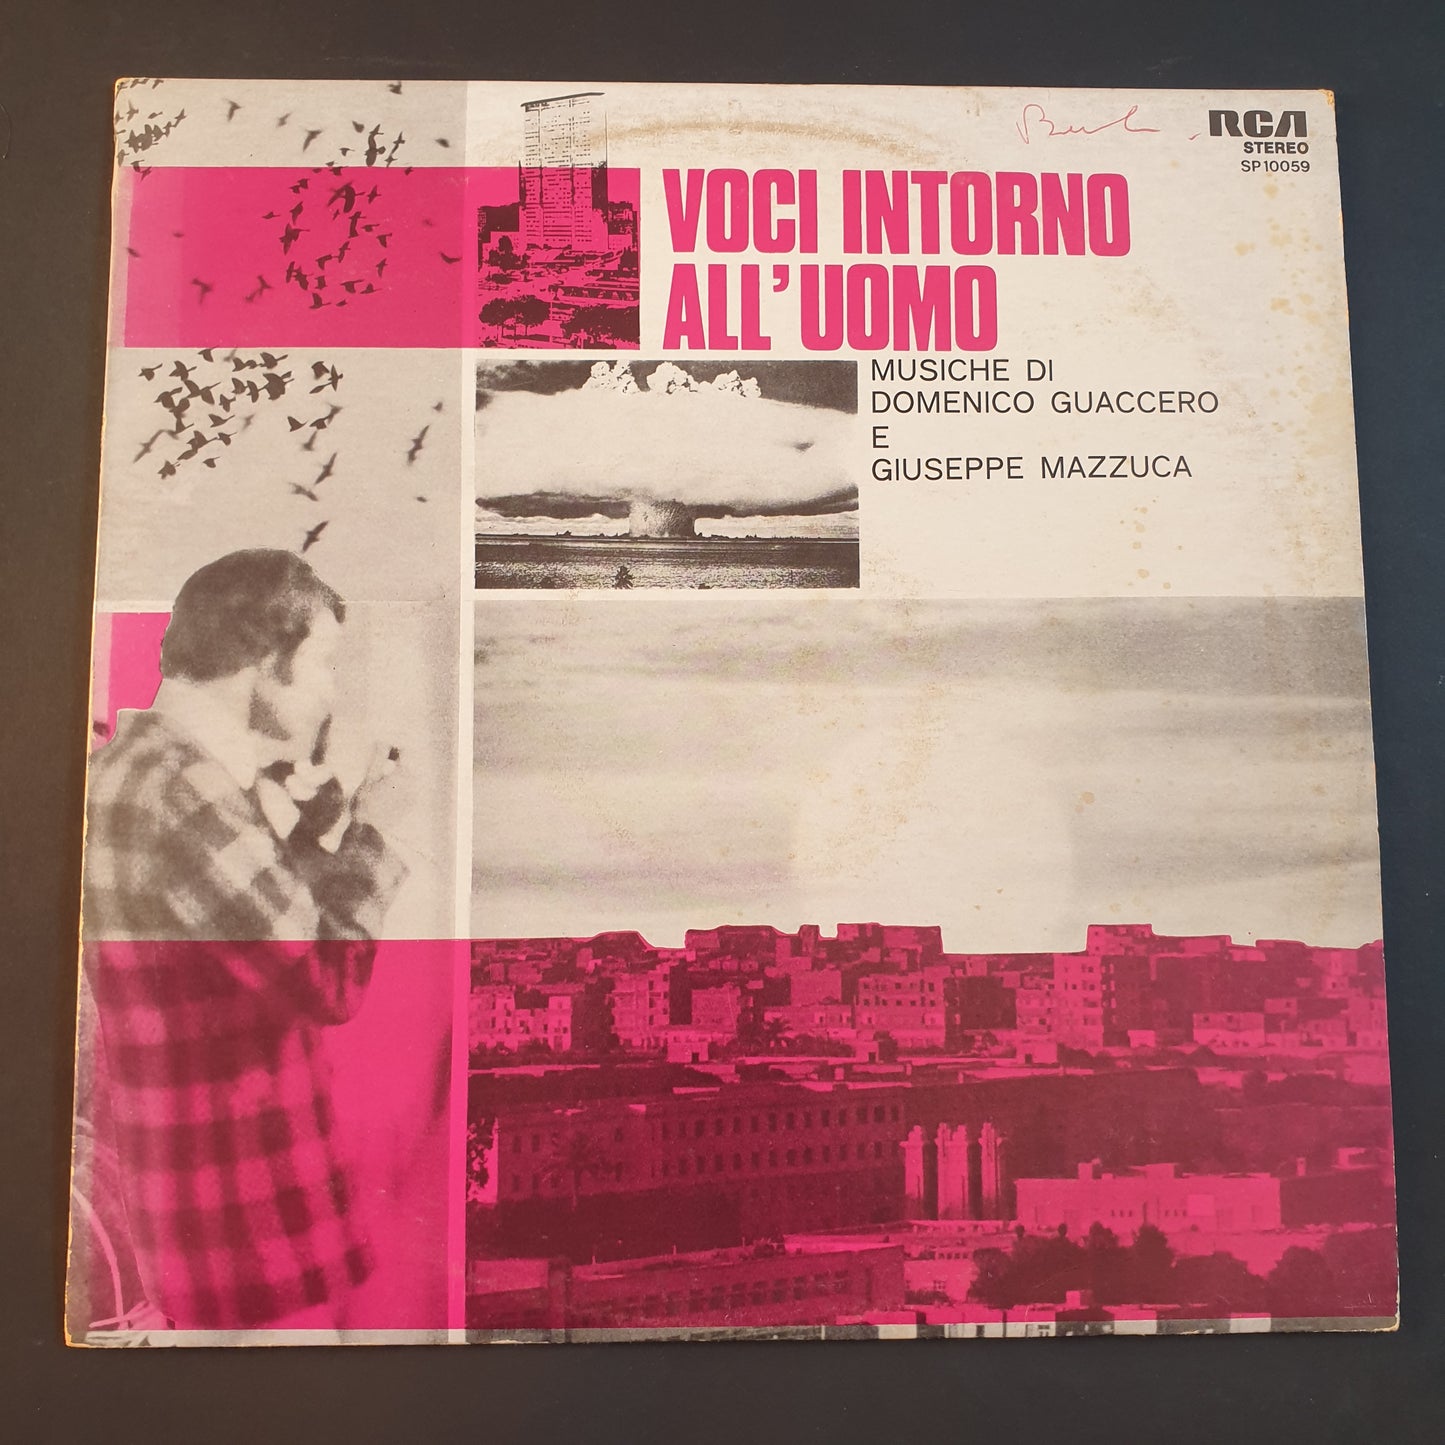 RCA
STEREO
SP 10059
VOCI INTORNO
ALL'UOMO
MUSICHE DI
DOMENICO GUACCERO
E
GIUSEPPE MAZZUCA